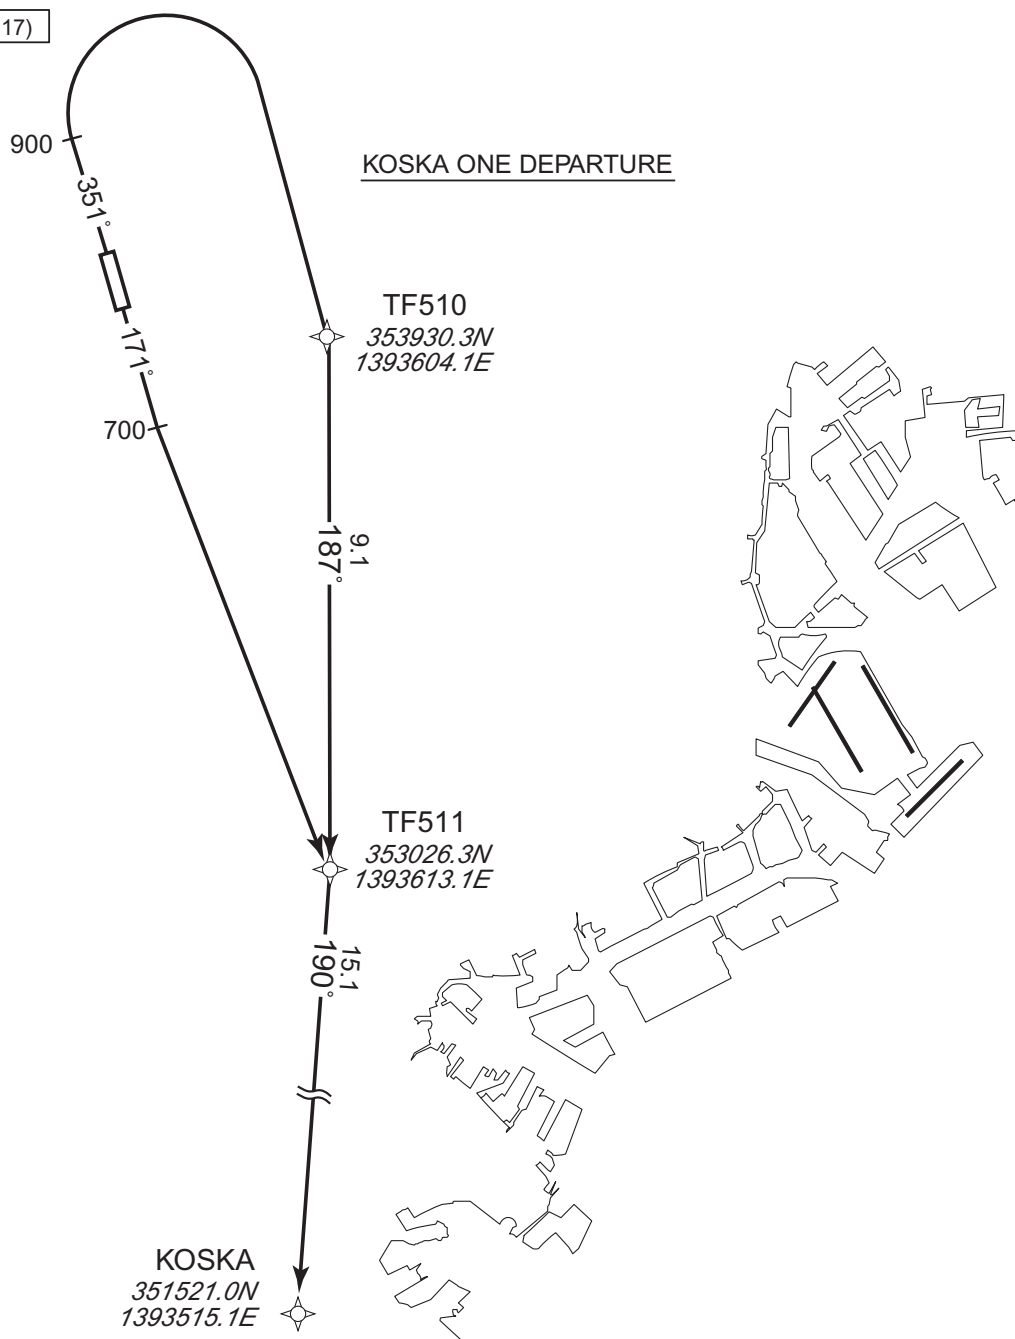 17)
900
KOSKA ONE DEPARTURE
351°
TF510
353930.3N
1393604.1E
171°
700
9.1
187°
TF511
353026.3N
1393613.1E
15.1
190°
KOSKA
351521.0N
1393515.1E